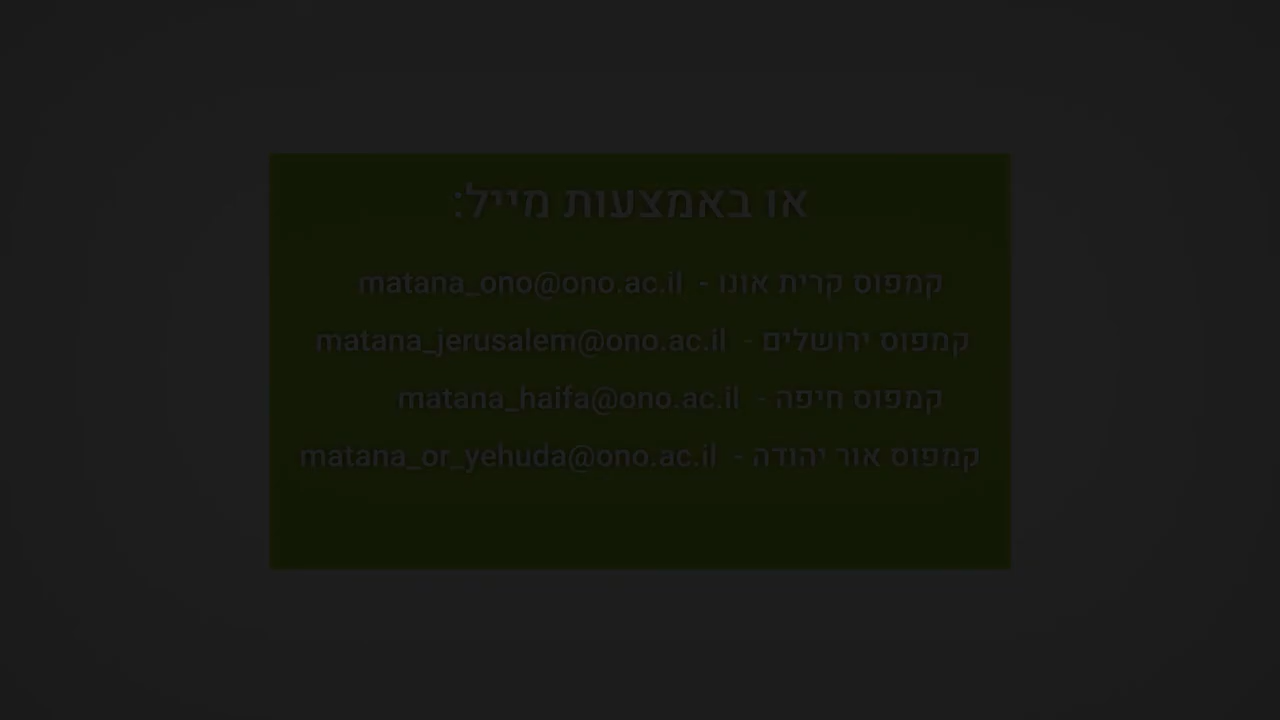 או באמצעות מייל:
קמפוס קרית אונו - matana_ono@ono.ac.il
קמפוס ירושלים - matana_jerusalem@ono.ac.il
קמפוס חיפה - matana_haifa@ono.ac.il
קמפוס אור יהודה - matana_or_yehuda@ono.ac.il